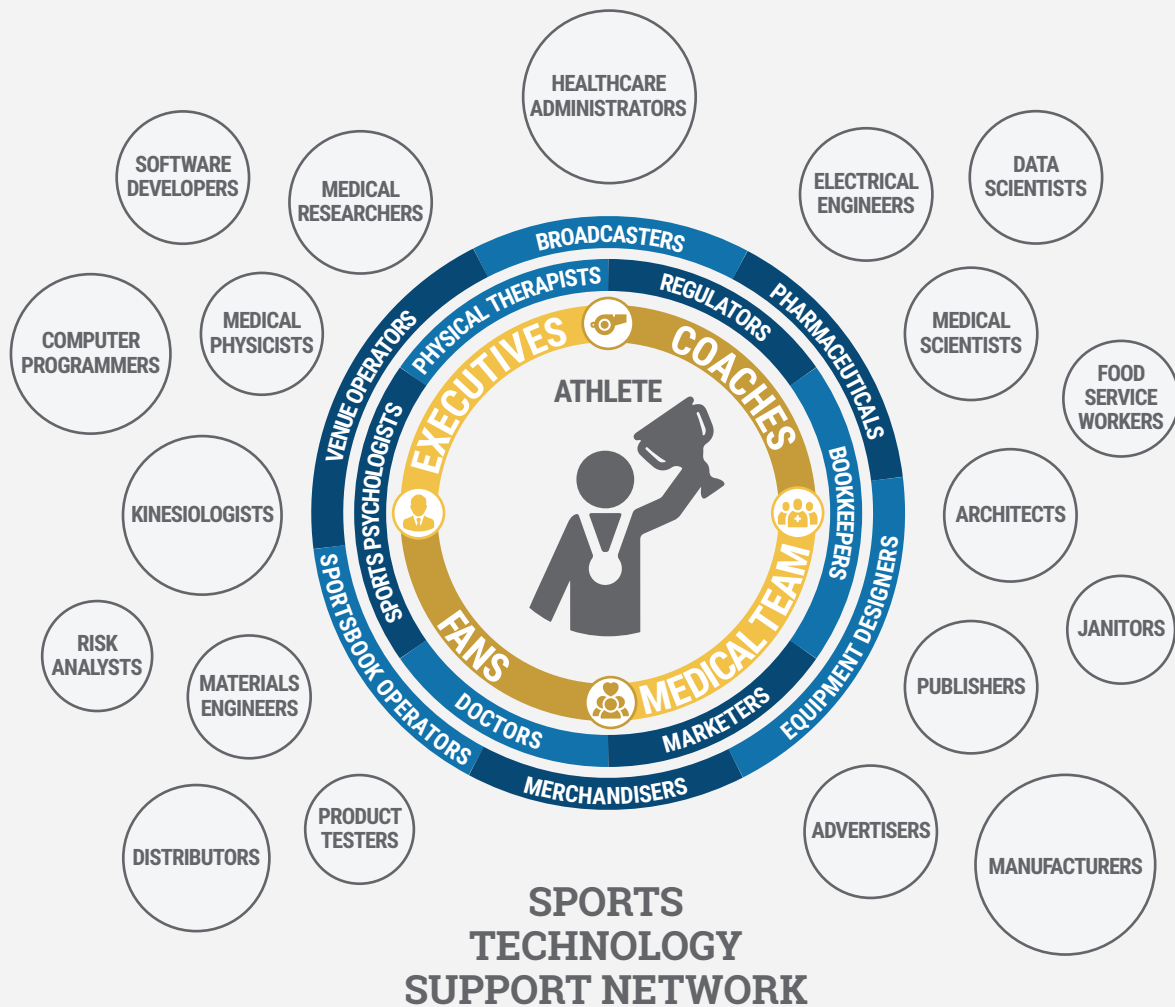 HEALTHCARE
ADMINISTRATORS
SOFTWARE
DEVELOPERS
MEDICAL
RESEARCHERS
ELECTRICAL
ENGINEERS
DATA
SCIENTISTS
COMPUTER
PROGRAMMERS
MEDICAL
PHYSICISTS
MEDICAL
SCIENTISTS
FOOD
SERVICE
WORKERS
KINESIOLOGISTS
ARCHITECTS
RISK
ANALYSTS
MATERIALS
ENGINEERS
PUBLISHERS
JANITORS
DISTRIBUTORS
PRODUCT
TESTERS
ADVERTISERS
MANUFACTURERS
BROADCASTERS
PHARMACEUTICALS
EQUIPMENT DESIGNERS
MERCHANDISERS
SPORTSBOOK OPERATORS
VENUE OPERATORS
PHYSICAL THERAPISTS
REGULATORS
BOOKKEEPERS
MARKETERS
DOCTORS
SPORTS PSYCHOLOGISTS
EXECUTIVES
COACHES
MEDICAL TEAM
FANS
ATHLETE
SPORTS
TECHNOLOGY
SUPPORT NETWORK